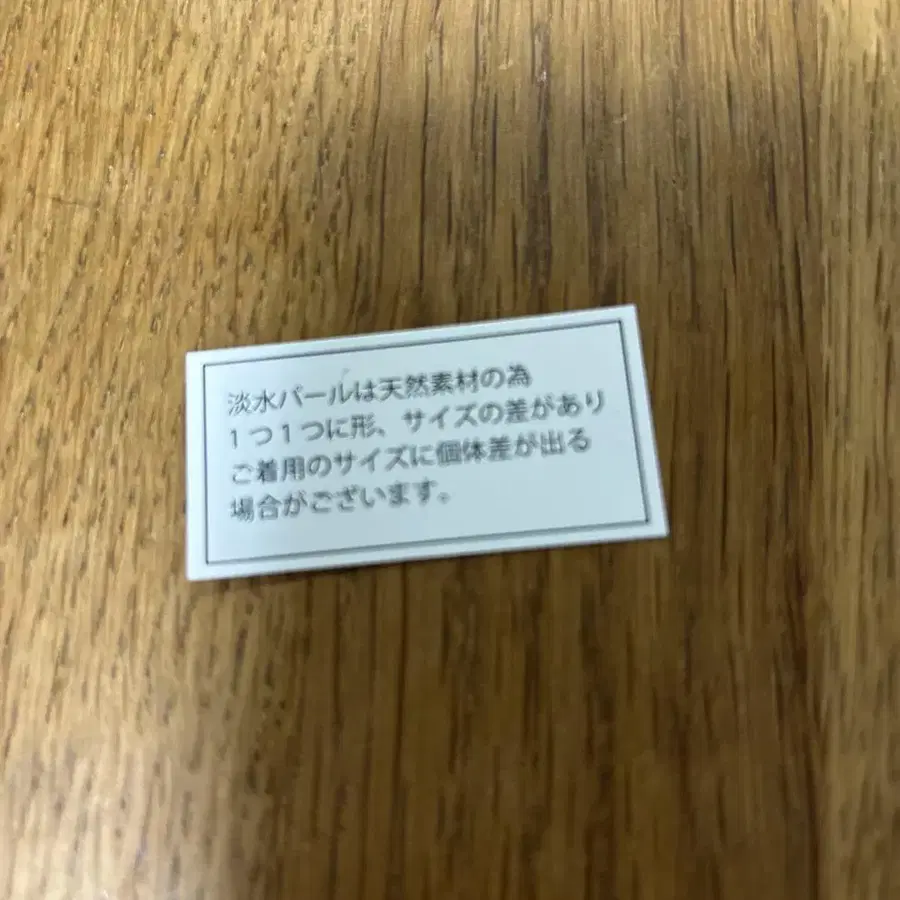 淡水パールは天然素材の為
1つ1つに形、サイズの差があり
ご着用のサイズに個体差が出る
場合がございます。